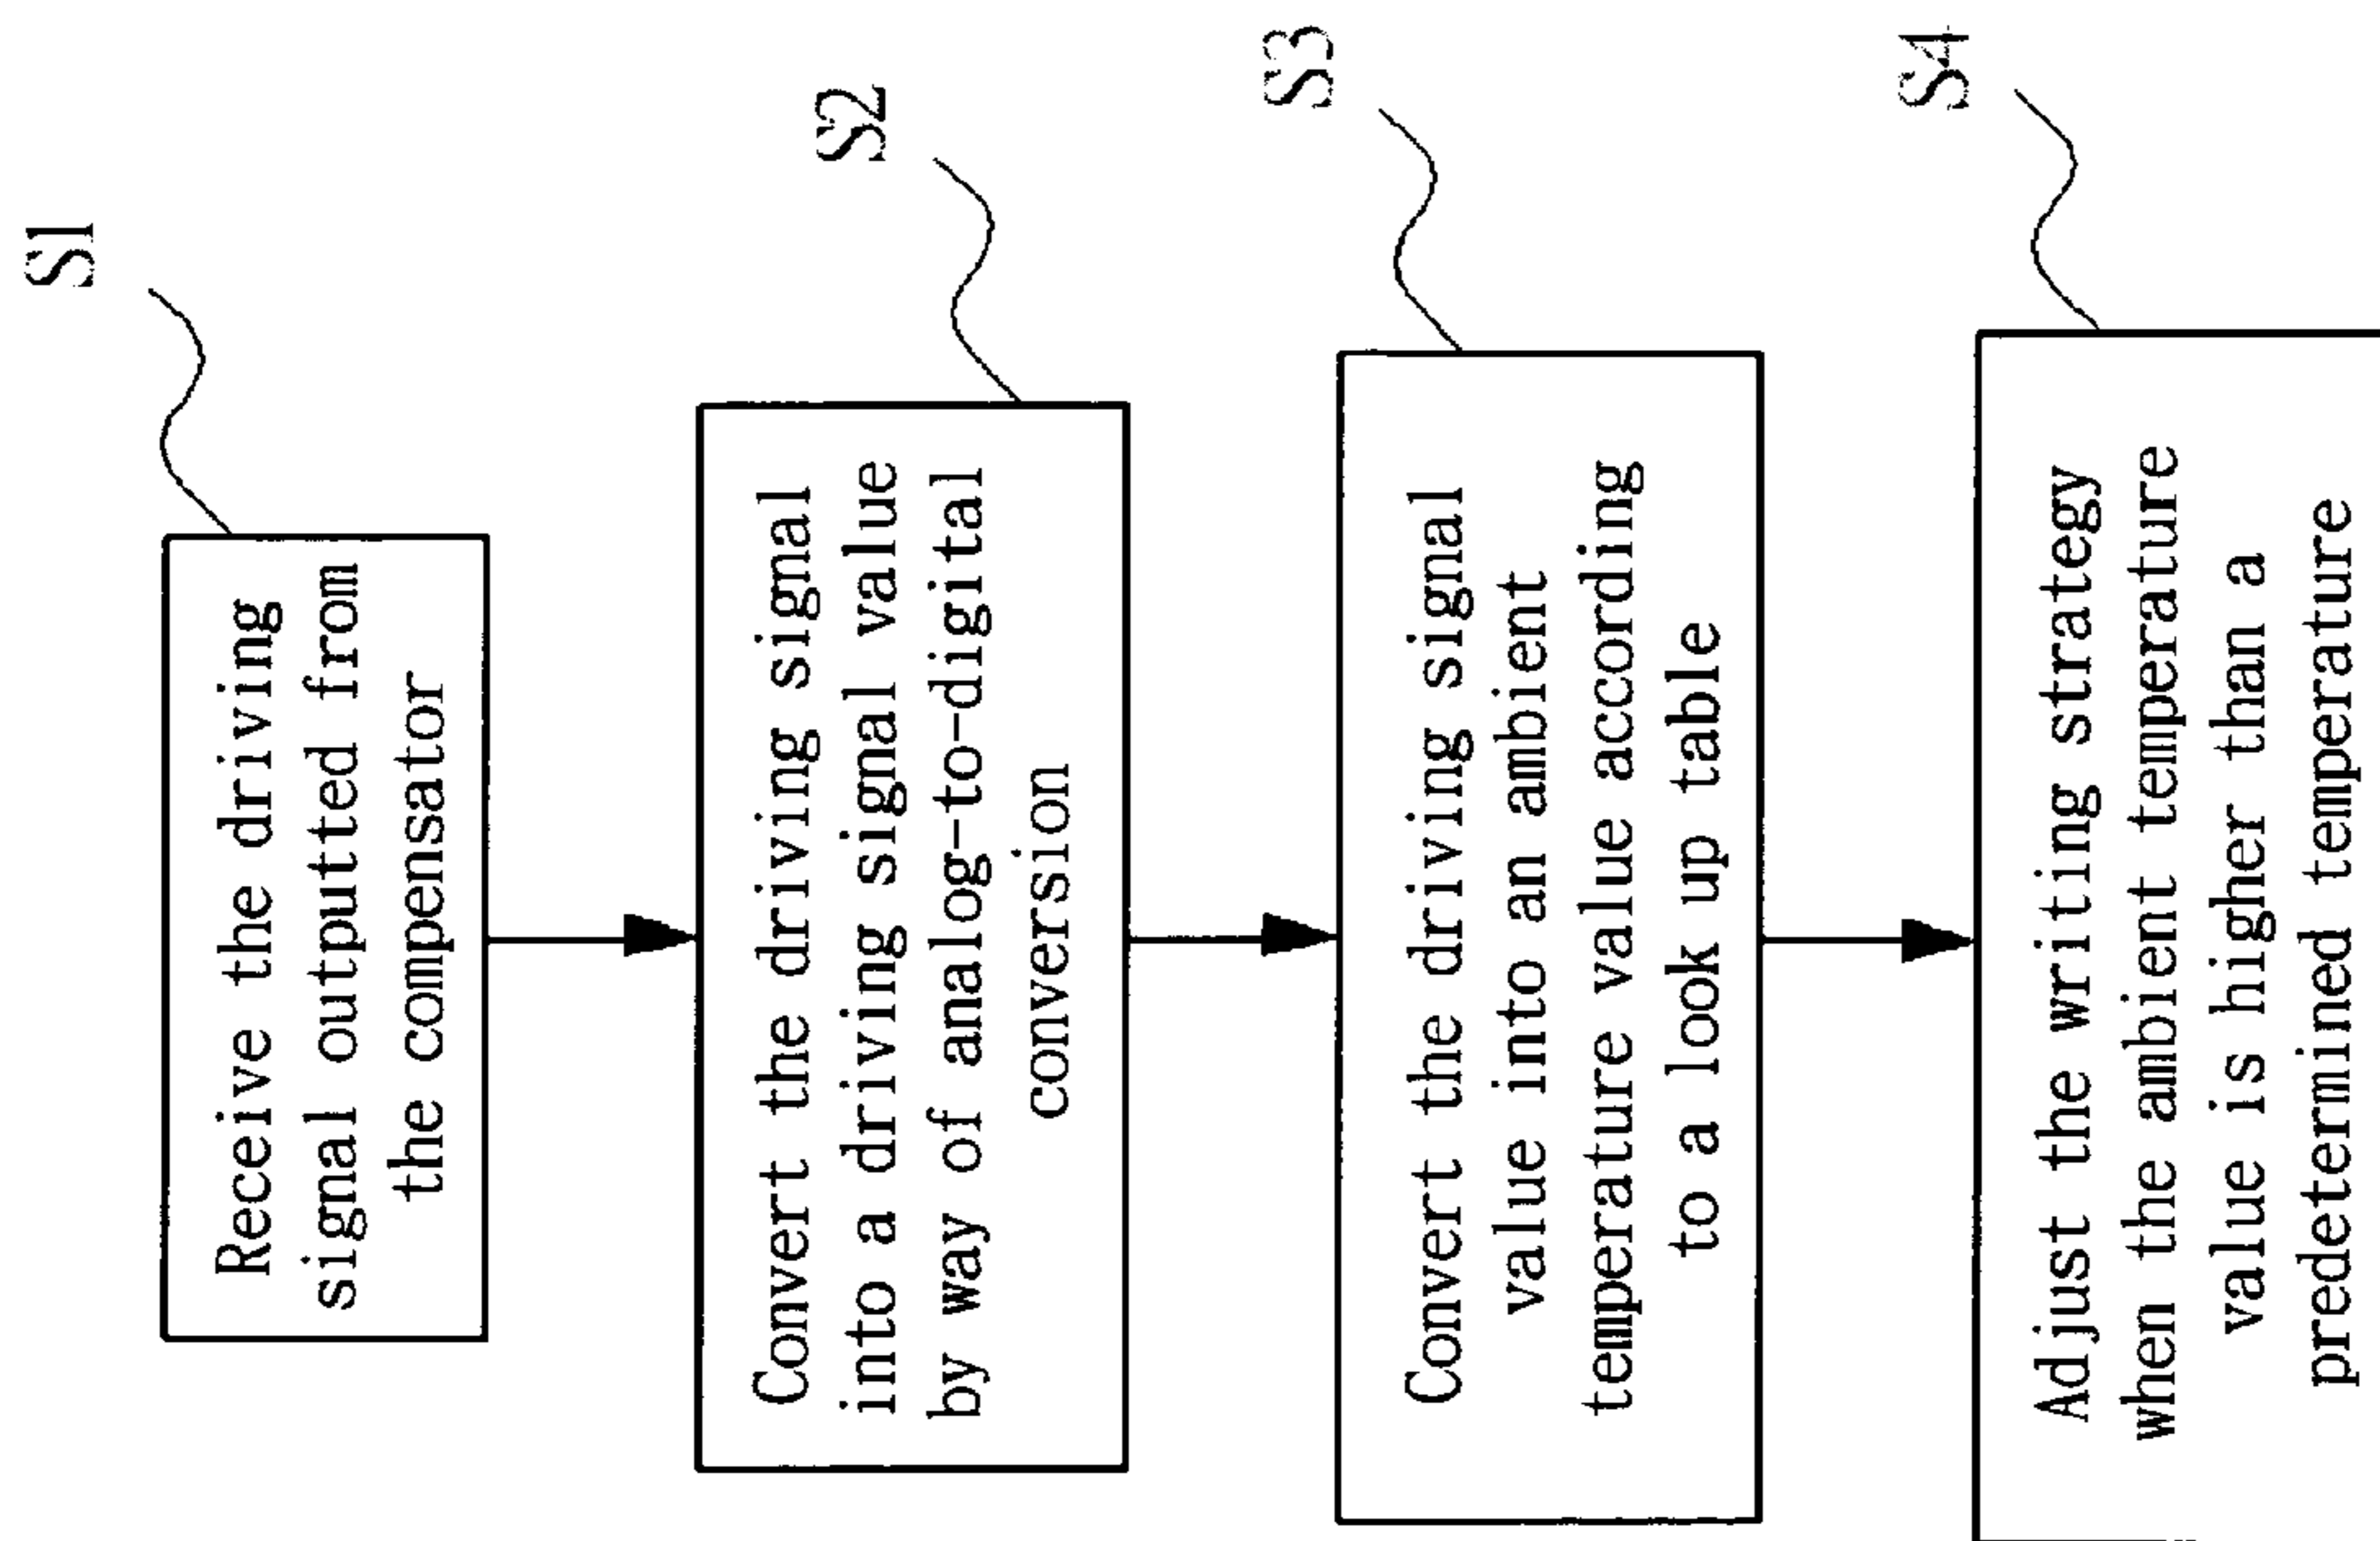 S1
Receive the driving
signal outputted from
the compensator
S2
Convert the driving signal
into a driving signal value
by way of analog-to-digital
conversion
S3
Convert the driving signal
value into an ambient
temperature value according
to a look up table
S4
Adjust the writing strategy
when the ambient temperature
value is higher than a
predetermined temperature